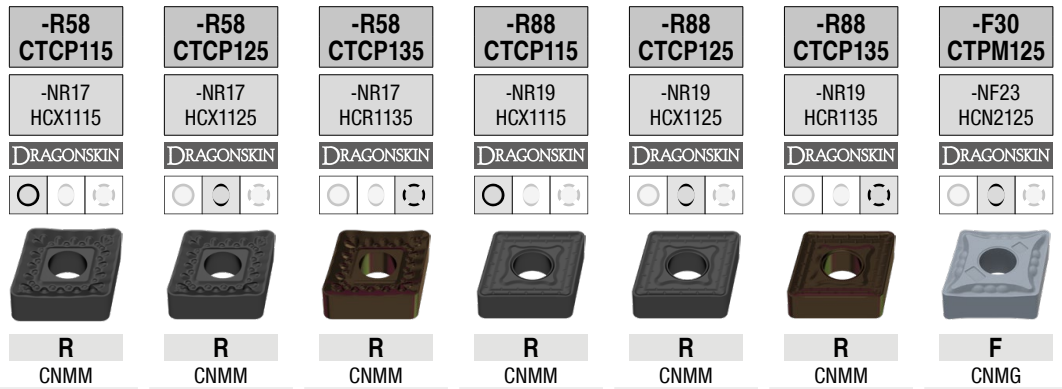 -R58 -R58 -R58 -R88 -R88 -R88 -F30
CTCP115 CTCP125 CTCP135 CTCP115 CTCP125 CTCP135 CTPM125
-NR17 -NR17 -NR17 -NR19 -NR19 -NR19 -NF23
HCX1115 HCX1125 HCR1135 HCX1115 HCX1125 HCR1135 HCN2125
DRAGONSKIN DRAGONSKIN DRAGONSKIN DRAGONSKIN DRAGONSKIN DRAGONSKIN DRAGONSKIN
R R R R R R F
CNMM CNMM CNMM CNMM CNMM CNMM CNMG